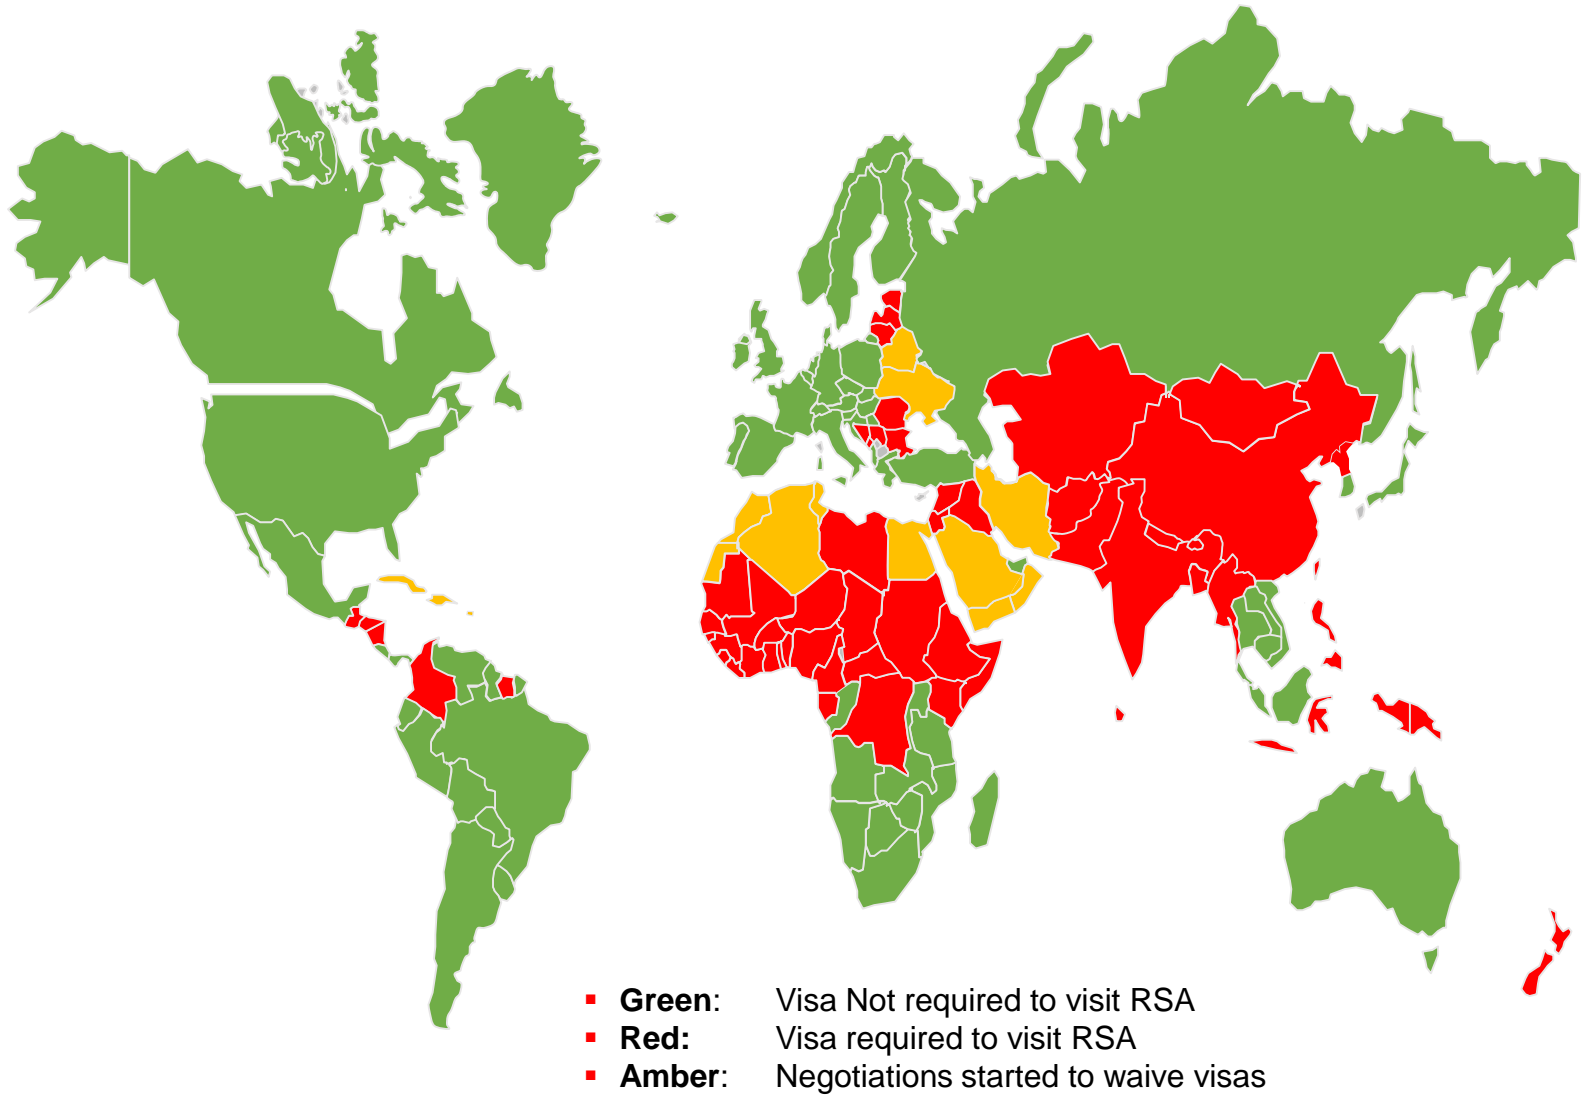 ▪ Green: Visa Not required to visit RSA
▪ Red: Visa required to visit RSA
▪ Amber: Negotiations started to waive visas